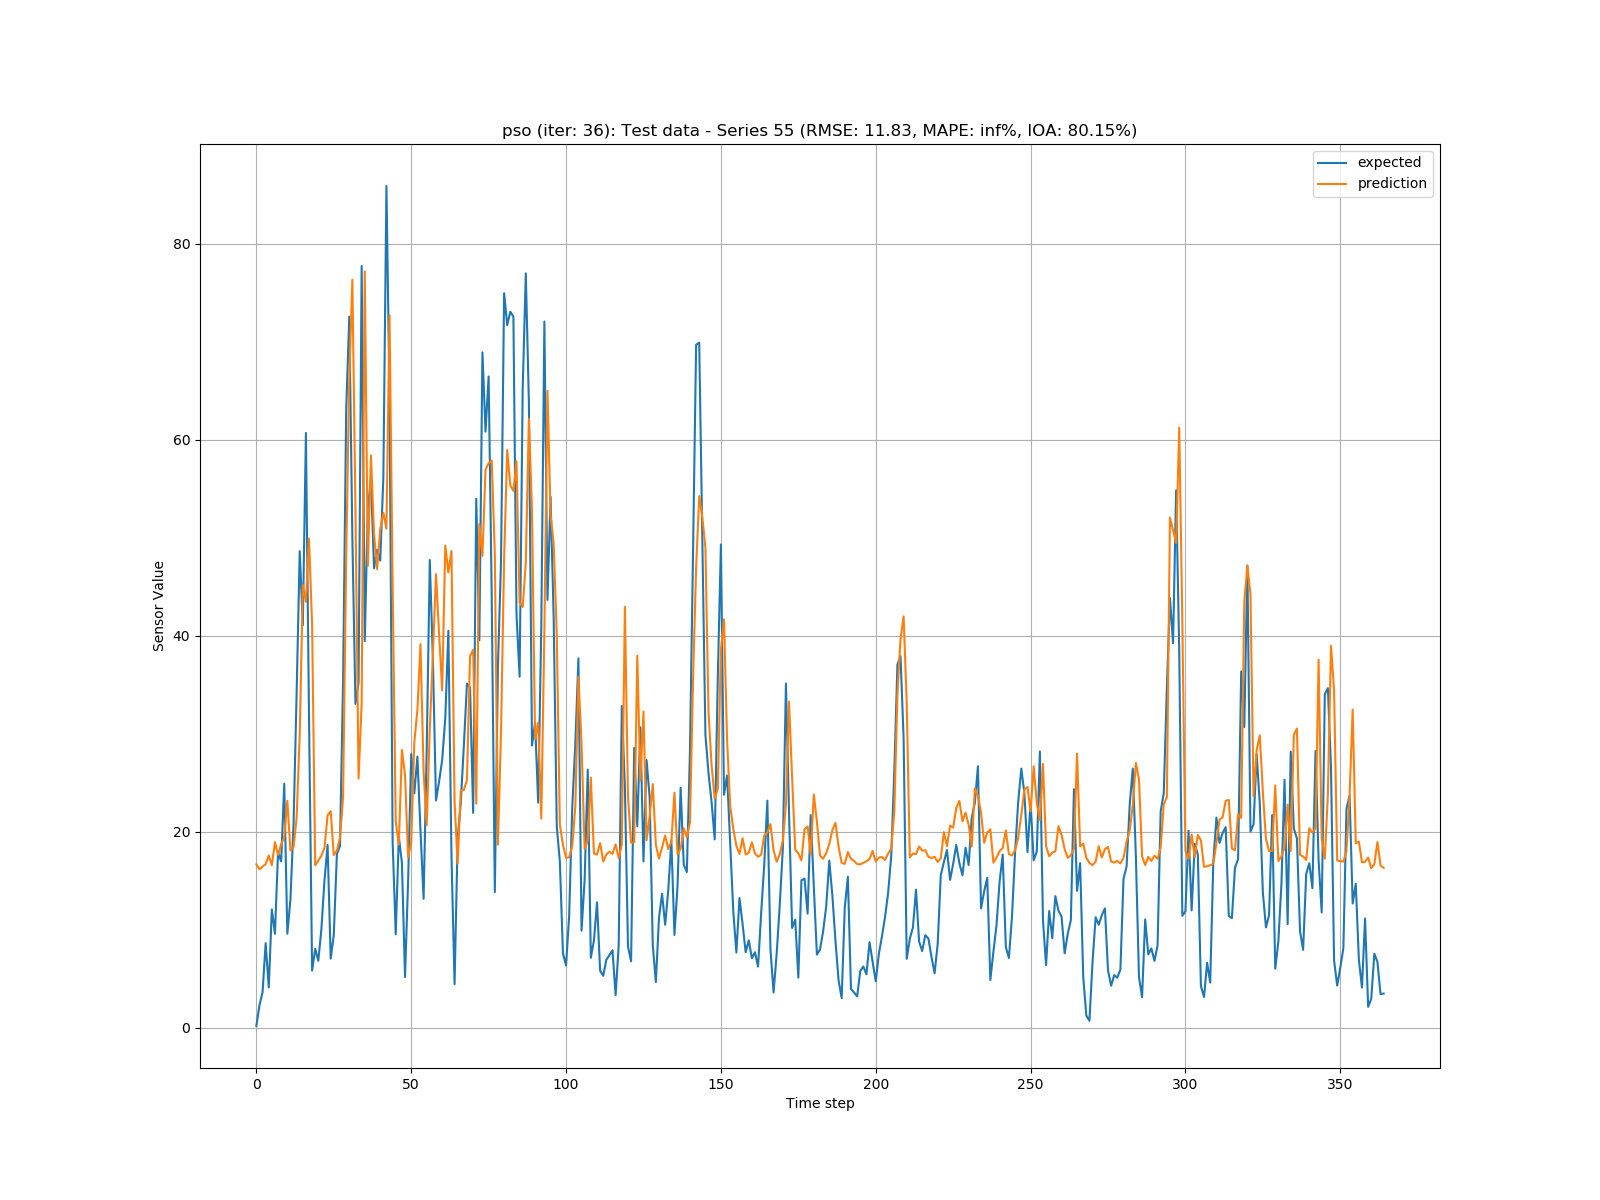 pso (iter: 36): Test data - Series 55 (RMSE: 11.83, MAPE: inf%, IOA: 80.15%)
expected
prediction
Sensor Value
80
60
40
20
0
0 50 100 150 200 250 300 350
Time step